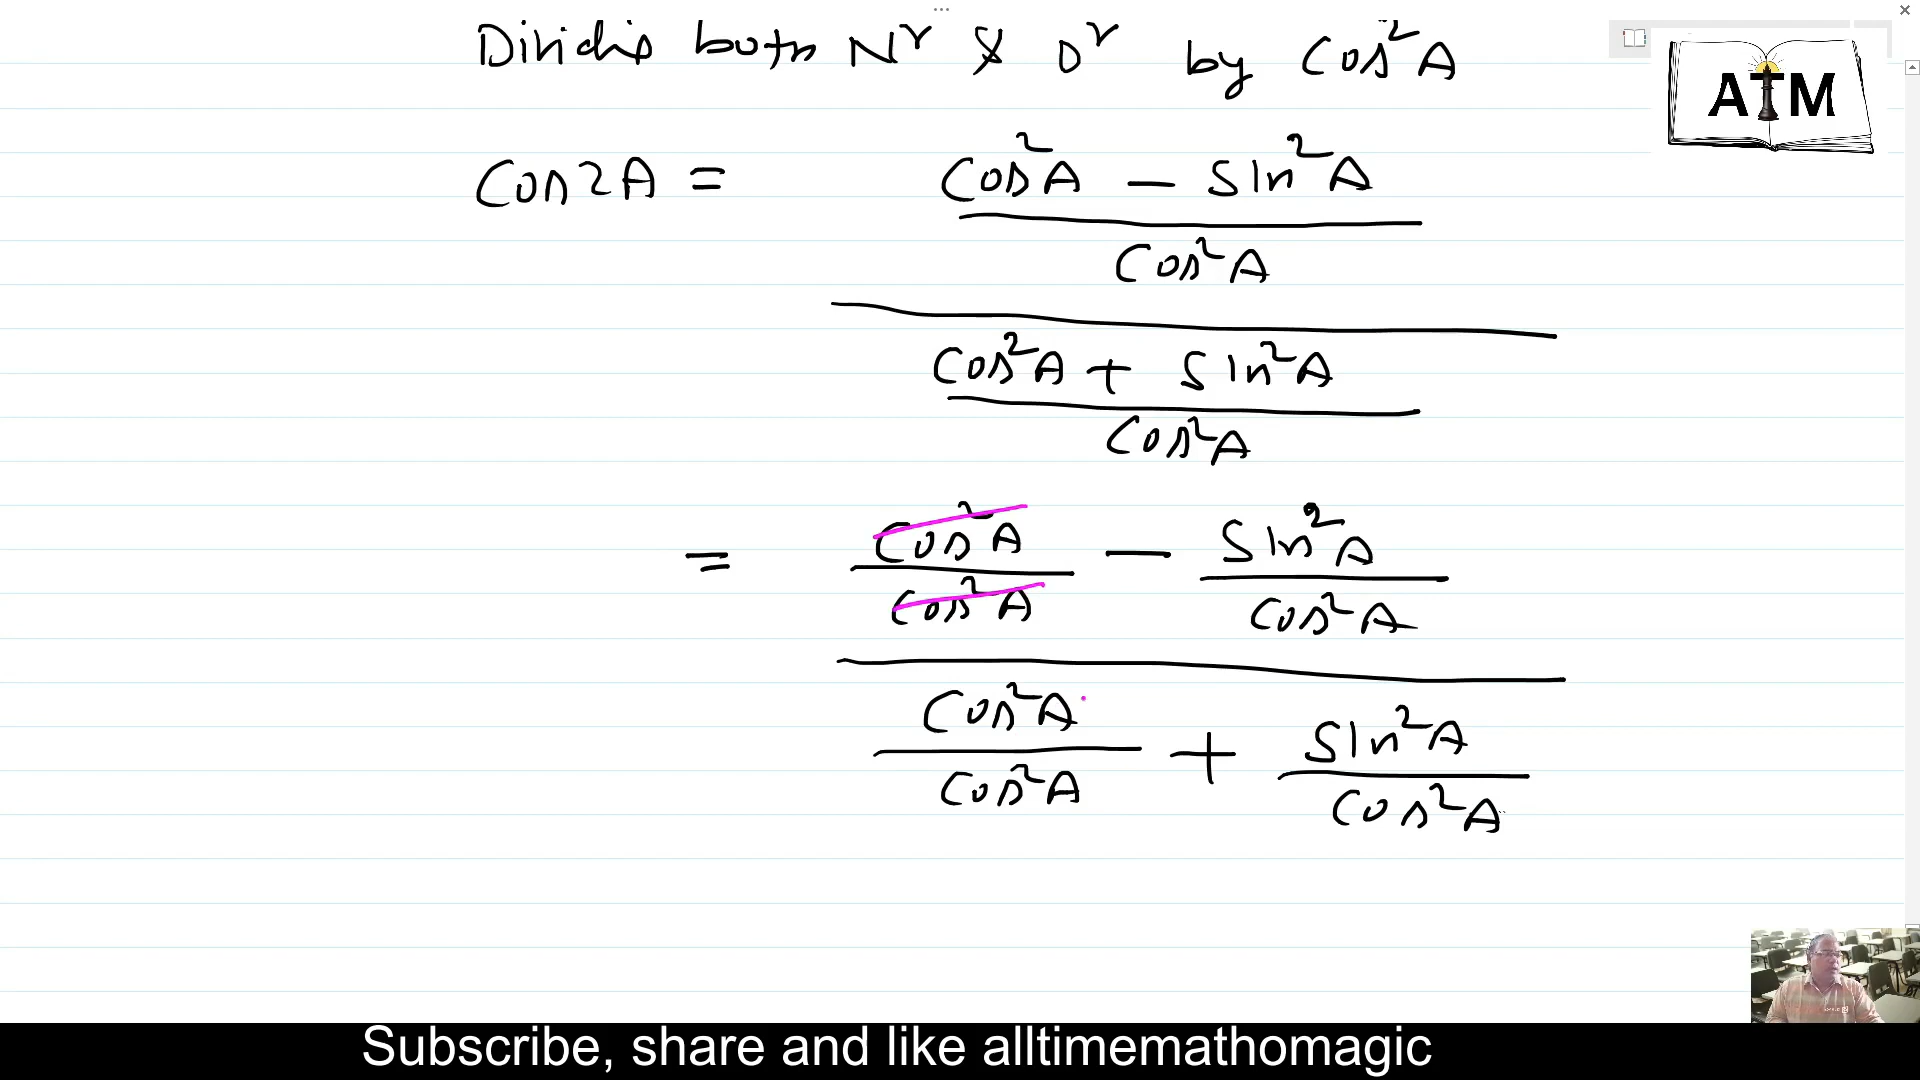 Dividing both Nʳ & Dʳ by Cos²A
ATM
Cos2A = (Cos²A − Sin²A)/Cos²A
(Cos²A + Sin²A)/Cos²A
= Cos²A/Cos²A − Sin²A/Cos²A
Cos²A/Cos²A + Sin²A/Cos²A
Subscribe, share and like alltimemathomagic